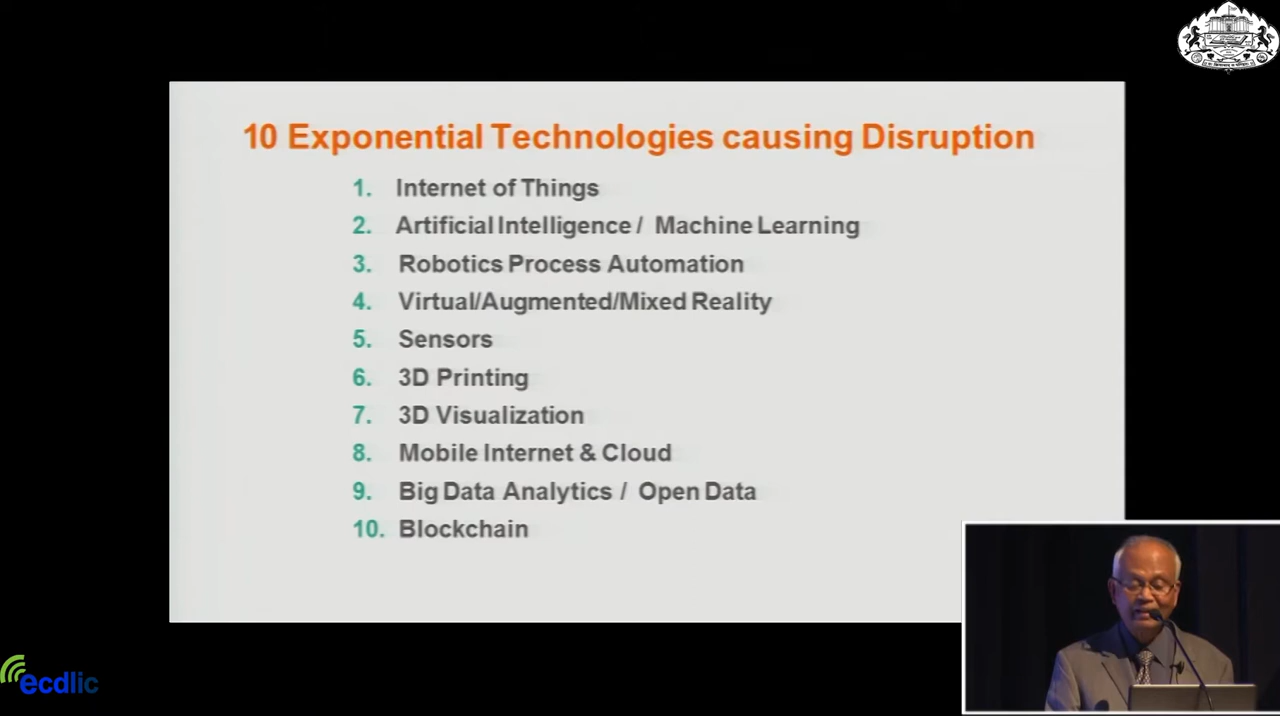 10 Exponential Technologies causing Disruption
1. Internet of Things
2. Artificial Intelligence / Machine Learning
3. Robotics Process Automation
4. Virtual/Augmented/Mixed Reality
5. Sensors
6. 3D Printing
7. 3D Visualization
8. Mobile Internet & Cloud
9. Big Data Analytics / Open Data
10. Blockchain
ecdlic